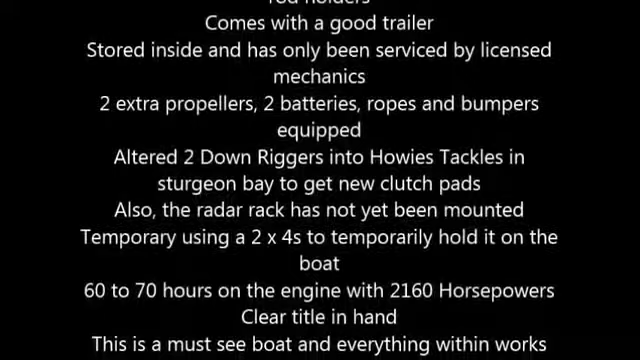 rod holders
Comes with a good trailer
Stored inside and has only been serviced by licensed
mechanics
2 extra propellers, 2 batteries, ropes and bumpers
equipped
Altered 2 Down Riggers into Howies Tackles in
sturgeon bay to get new clutch pads
Also, the radar rack has not yet been mounted
Temporary using a 2 x 4s to temporarily hold it on the
boat
60 to 70 hours on the engine with 2160 Horsepowers
Clear title in hand
This is a must see boat and everything within works